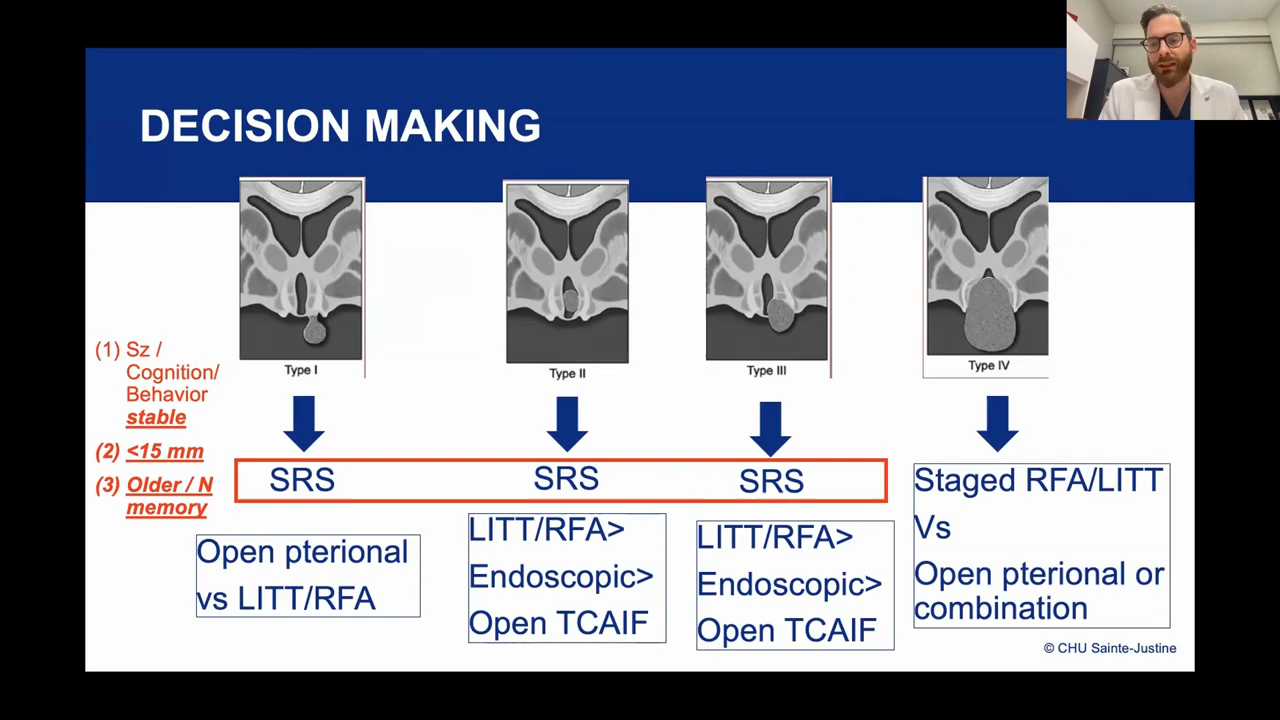 DECISION MAKING
Type I
Type II
Type III
Type IV
(1) Sz /
Cognition/
Behavior
stable
(2) <15 mm
(3) Older / N
memory
SRS
SRS
SRS
Open pterional
vs LITT/RFA
LITT/RFA>
Endoscopic>
Open TCAIF
LITT/RFA>
Endoscopic>
Open TCAIF
Staged RFA/LITT
Vs
Open pterional or
combination
© CHU Sainte-Justine